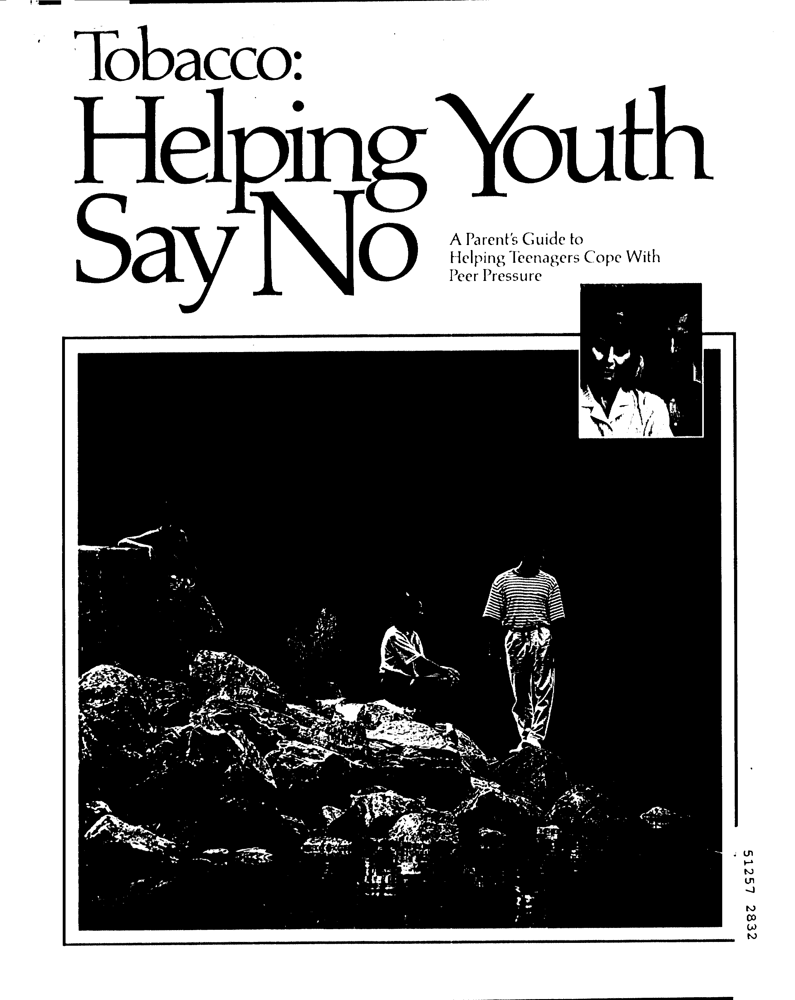 Tobacco:
Helping Youth
Say No
A Parent's Guide to
Helping Teenagers Cope With
Peer Pressure
51257 2832